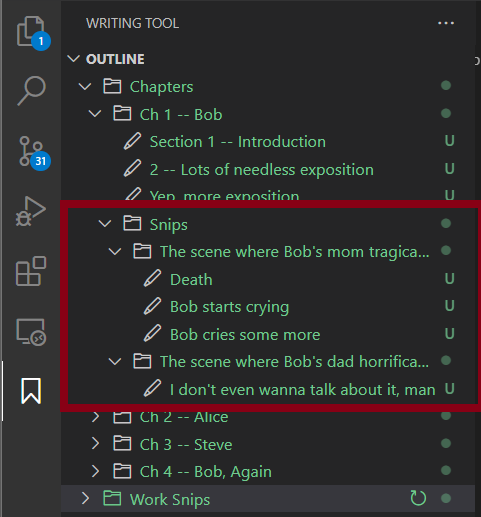 WRITING TOOL
1
OUTLINE
Chapters
Ch 1 -- Bob
Section 1 -- Introduction U
31
2 -- Lots of needless exposition U
Yep, more exposition
Snips
The scene where Bob's mom tragica...
Death U
Bob starts crying U
Bob cries some more U
The scene where Bob's dad horrifica...
I don't even wanna talk about it, man U
Ch 2 -- Alice
Ch 3 -- Steve
Ch 4 -- Bob, Again
Work Snips